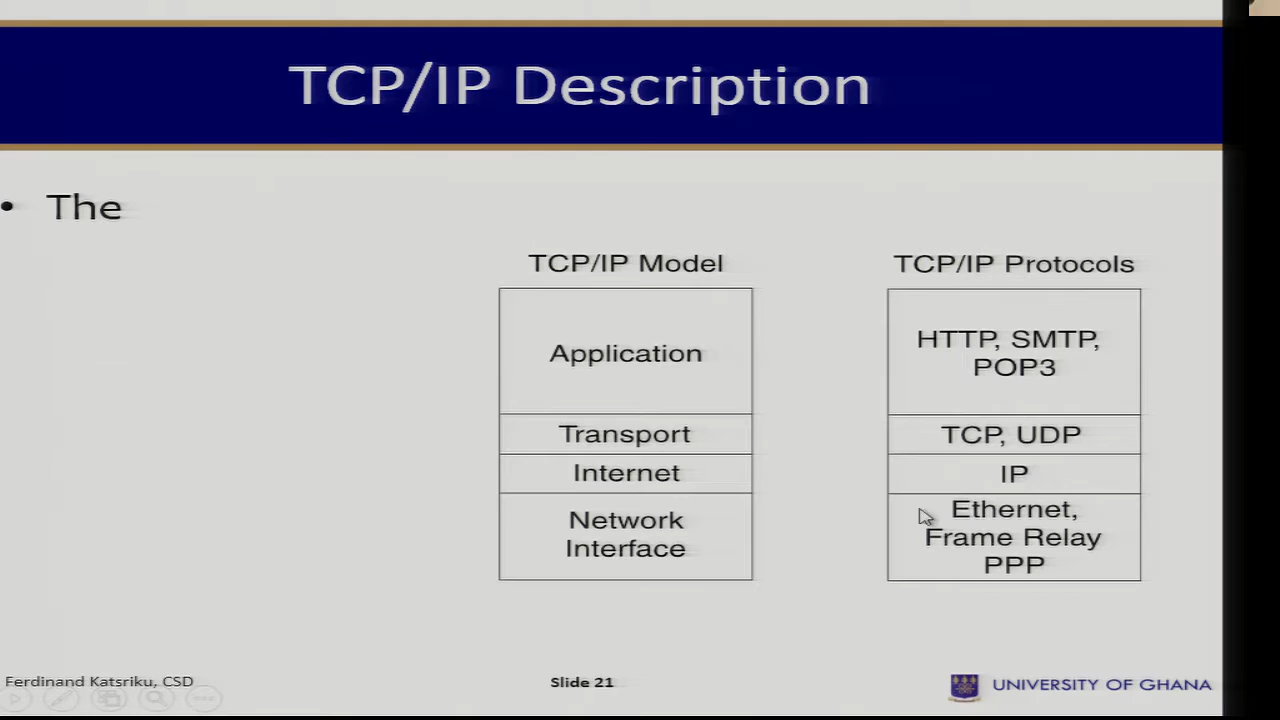 TCP/IP Description
• The
TCP/IP Model
Application
Transport
Internet
Network
Interface
TCP/IP Protocols
HTTP, SMTP,
POP3
TCP, UDP
IP
Ethernet,
Frame Relay
PPP
Ferdinand Katsriku, CSD
Slide 21
UNIVERSITY OF GHANA